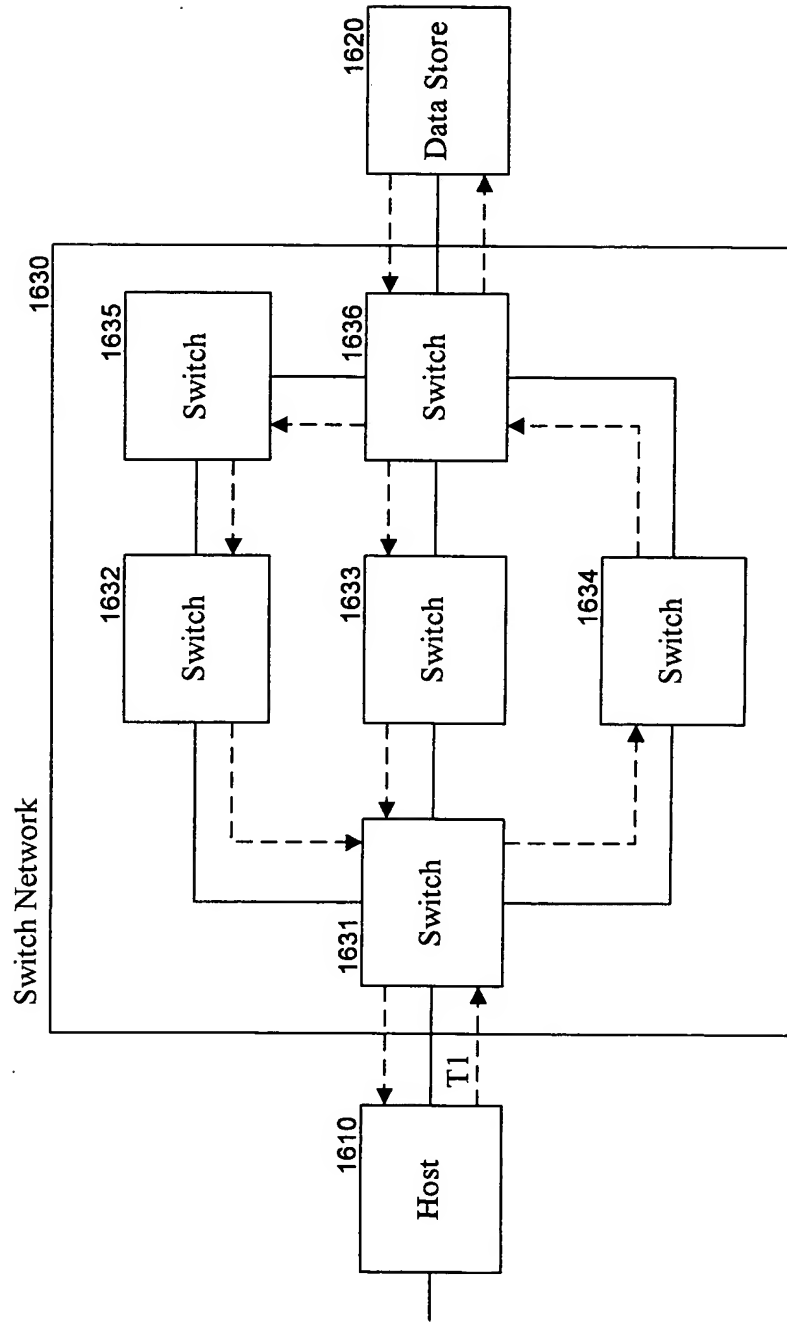 Switch Network
1630
1632
Switch
1635
Switch
1610
Host
T1
1631
Switch
1633
Switch
1636
Switch
1620
Data Store
1634
Switch